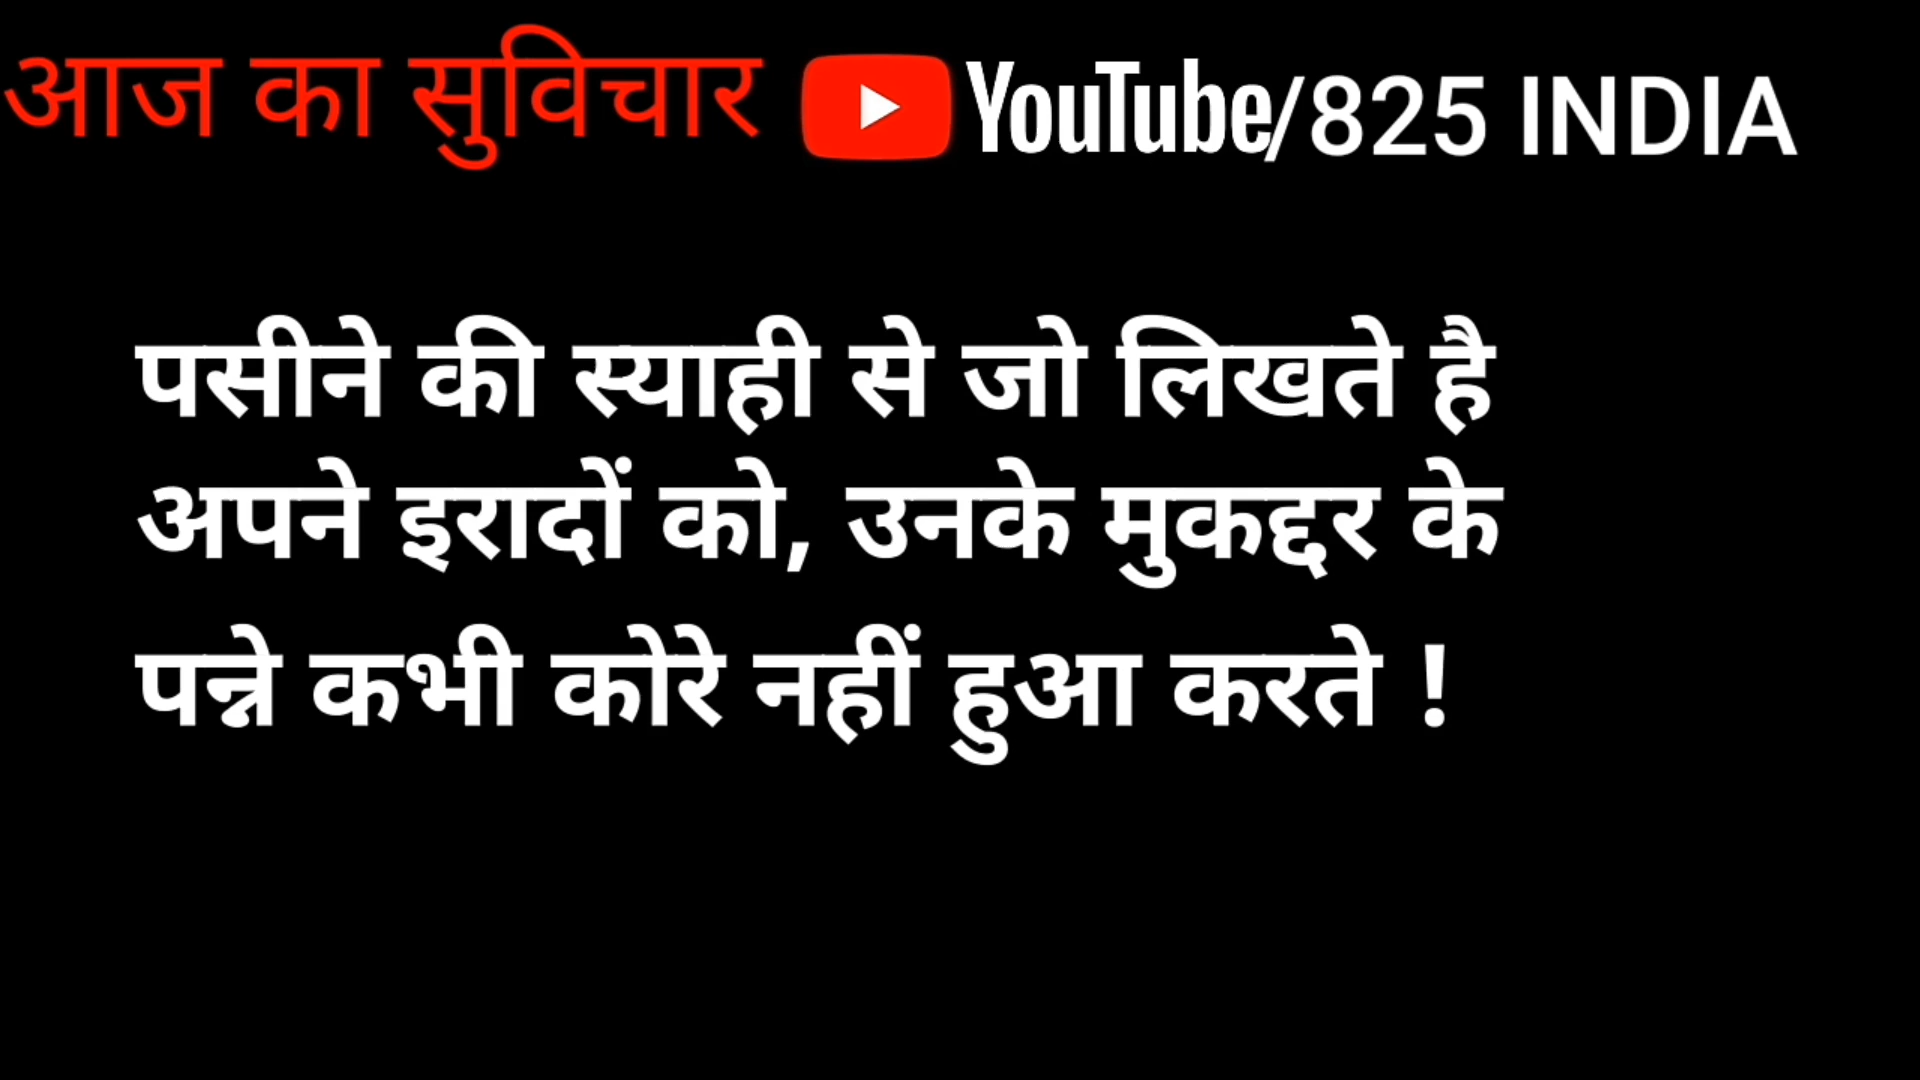 आज का सुविचार YouTube/825 INDIA
पसीने की स्याही से जो लिखते है
अपने इरादों को, उनके मुकद्दर के
पन्ने कभी कोरे नहीं हुआ करते !